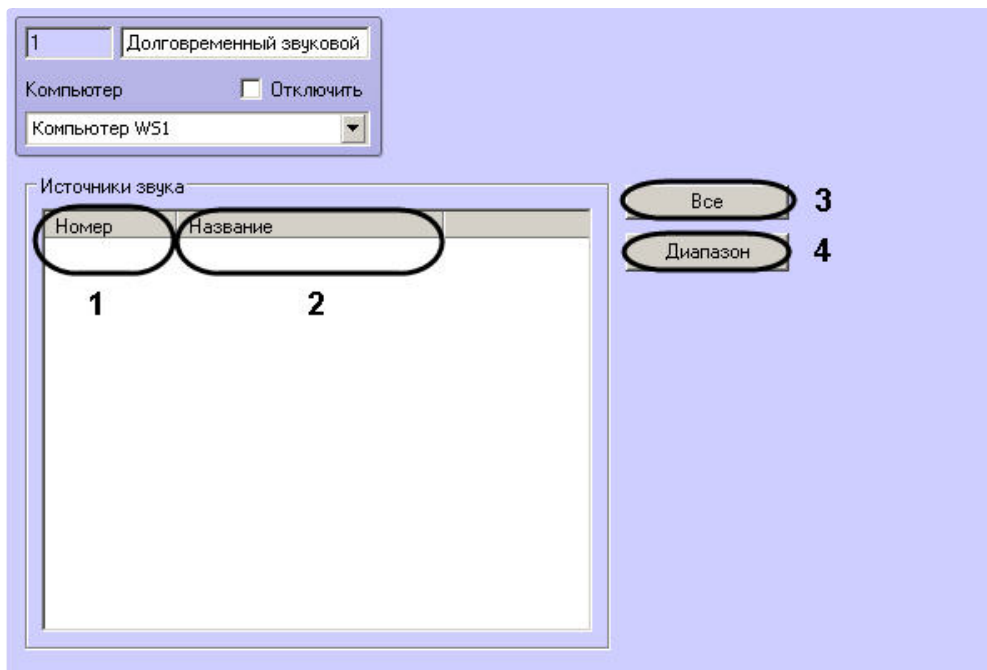 1 Долговременный звуковой
Компьютер Отключить
Компьютер WS1
Источники звука
Все 3
Номер Название
Диапазон 4
1 2